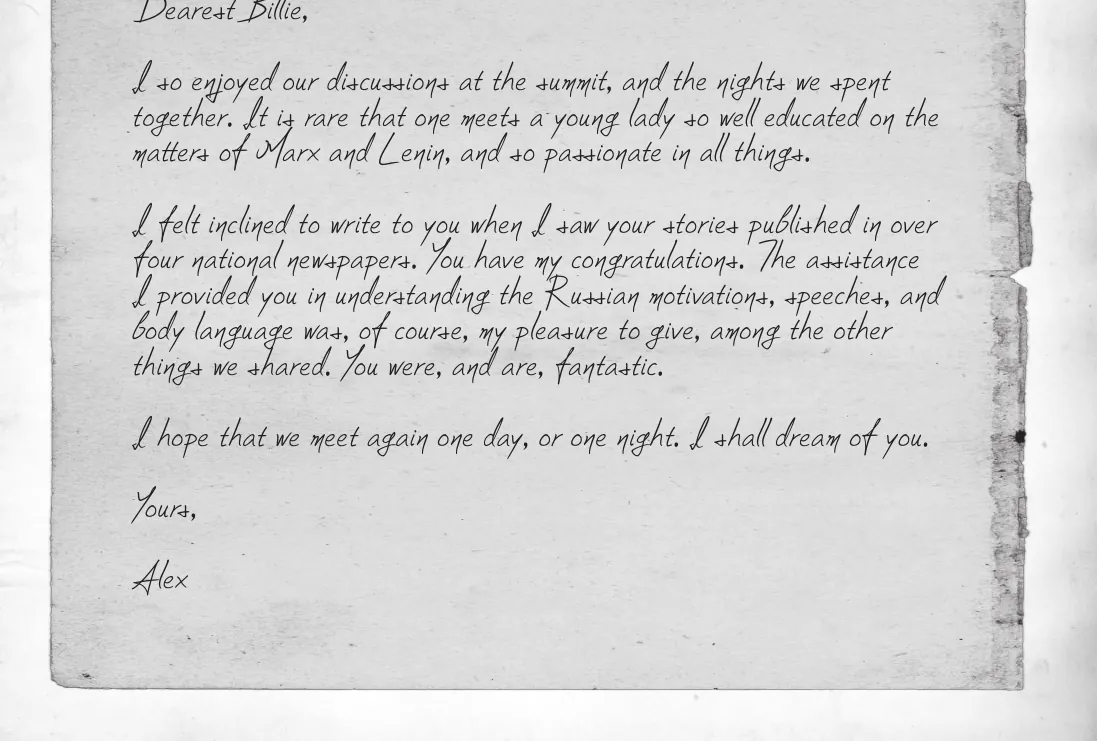 Dearest Billie,
I so enjoyed our discussions at the summit, and the nights we spent
together. It is rare that one meets a young lady so well educated on the
matters of Marx and Lenin, and so passionate in all things.
I felt inclined to write to you when I saw your stories published in over
four national newspapers. You have my congratulations. The assistance
I provided you in understanding the Russian motivations, speeches, and
body language was, of course, my pleasure to give, among the other
things we shared. You were, and are, fantastic.
I hope that we meet again one day, or one night. I shall dream of you.
Yours,
Alex